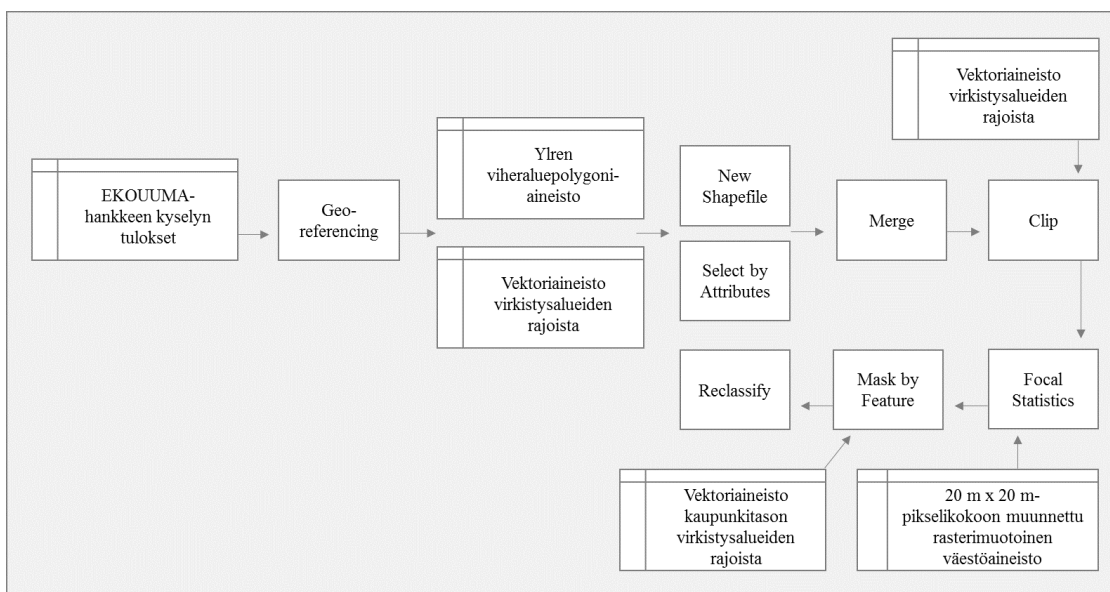 EKOUUMA-
hankkeen kyselyn
tulokset
Geo-
referencing
Ylren
viheraluepolygoni-
aineisto
Vektoriaineisto
virkistysalueiden
rajoista
New
Shapefile
Select by
Attributes
Merge
Vektoriaineisto
virkistysalueiden
rajoista
Clip
Focal
Statistics
20 m x 20 m-
pikselikokoon muunnettu
rasterimuotoinen
väestöaineisto
Mask by
Feature
Vektoriaineisto
kaupunkitason
virkistysalueiden
rajoista
Reclassify